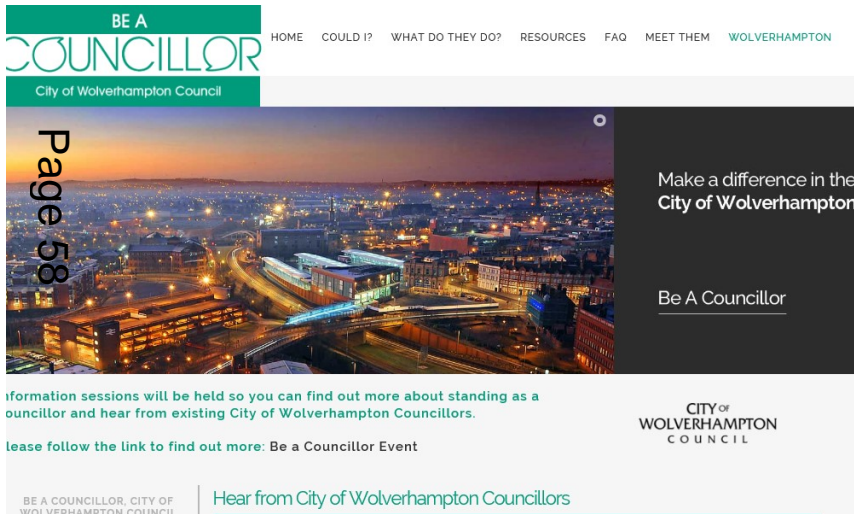 BE A
COUNCILLOR
City of Wolverhampton Council
HOME COULD I? WHAT DO THEY DO? RESOURCES FAQ MEET THEM WOLVERHAMPTON
Page 58
Make a difference in the
City of Wolverhampton
Be A Councillor
nformation sessions will be held so you can find out more about standing as a
ouncillor and hear from existing City of Wolverhampton Councillors.
lease follow the link to find out more: Be a Councillor Event
CITY OF
WOLVERHAMPTON
COUNCIL
BE A COUNCILLOR, CITY OF
WOLVERHAMPTON COUNCIL
Hear from City of Wolverhampton Councillors